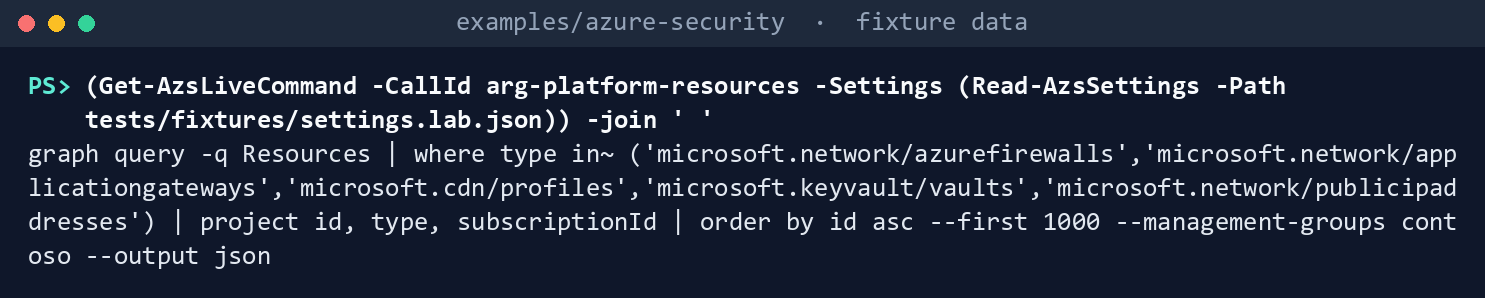 examples/azure-security · fixture data
PS> (Get-AzsLiveCommand -CallId arg-platform-resources -Settings (Read-AzsSettings -Path
tests/fixtures/settings.lab.json)) -join ' '
graph query -q Resources | where type in~ ('microsoft.network/azurefirewalls','microsoft.network/app
licationgateways','microsoft.cdn/profiles','microsoft.keyvault/vaults','microsoft.network/publicipad
dresses') | project id, type, subscriptionId | order by id asc --first 1000 --management-groups cont
oso --output json